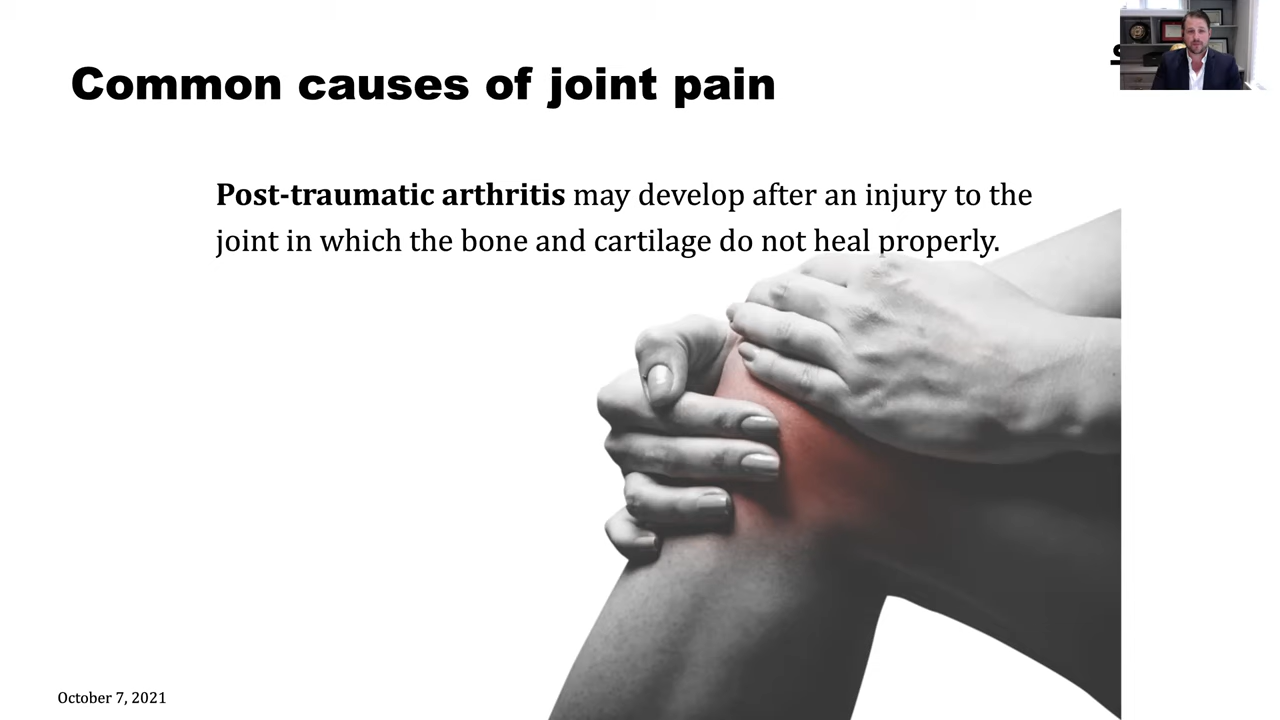 Common causes of joint pain
Post-traumatic arthritis may develop after an injury to the
joint in which the bone and cartilage do not heal properly.
October 7, 2021